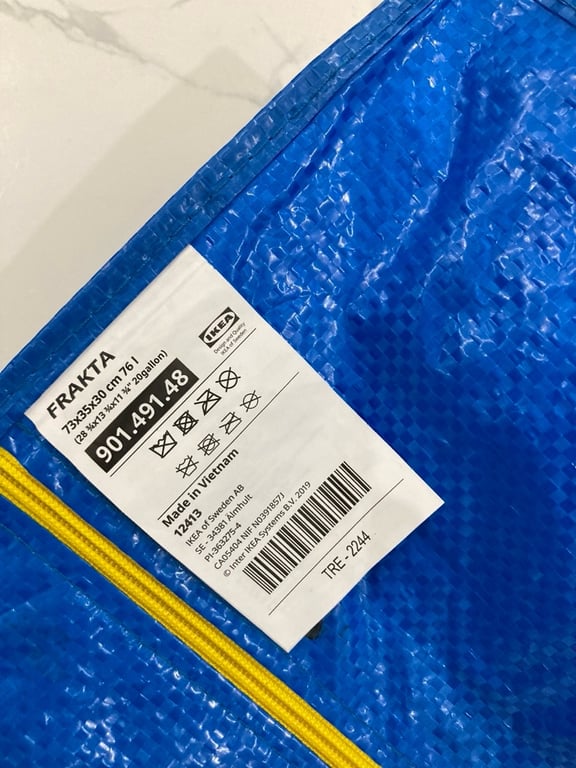 IKEA
Design and Quality
IKEA of Sweden
FRAKTA
73x35x30 cm 76 l
(28 ¾x13 ¾x11 ¾" 20gallon)
901.491.48
Made in Vietnam
12413
IKEA of Sweden AB
SE - 34381 Älmhult
PI-363275-4
CA05404 NIF N0391857J
© Inter IKEA Systems B.V. 2019
TRE - 2244